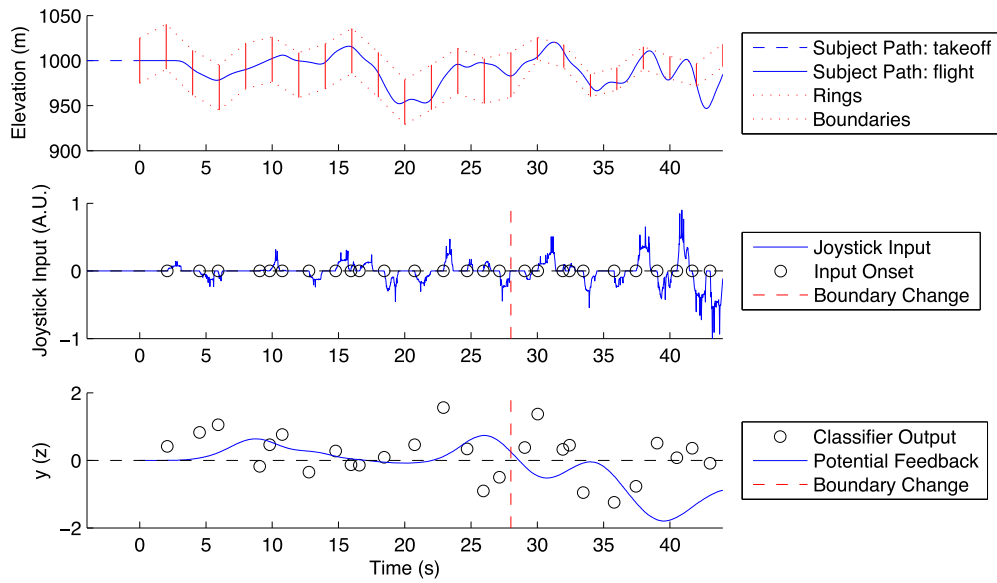 Elevation (m)
1050
1000
950
900
0 5 10 15 20 25 30 35 40
Subject Path: takeoff
Subject Path: flight
Rings
Boundaries
Joystick Input (A.U.)
1
0
−1
0 5 10 15 20 25 30 35 40
Joystick Input
Input Onset
Boundary Change
y (z)
2
0
−2
0 5 10 15 20 25 30 35 40
Time (s)
Classifier Output
Potential Feedback
Boundary Change